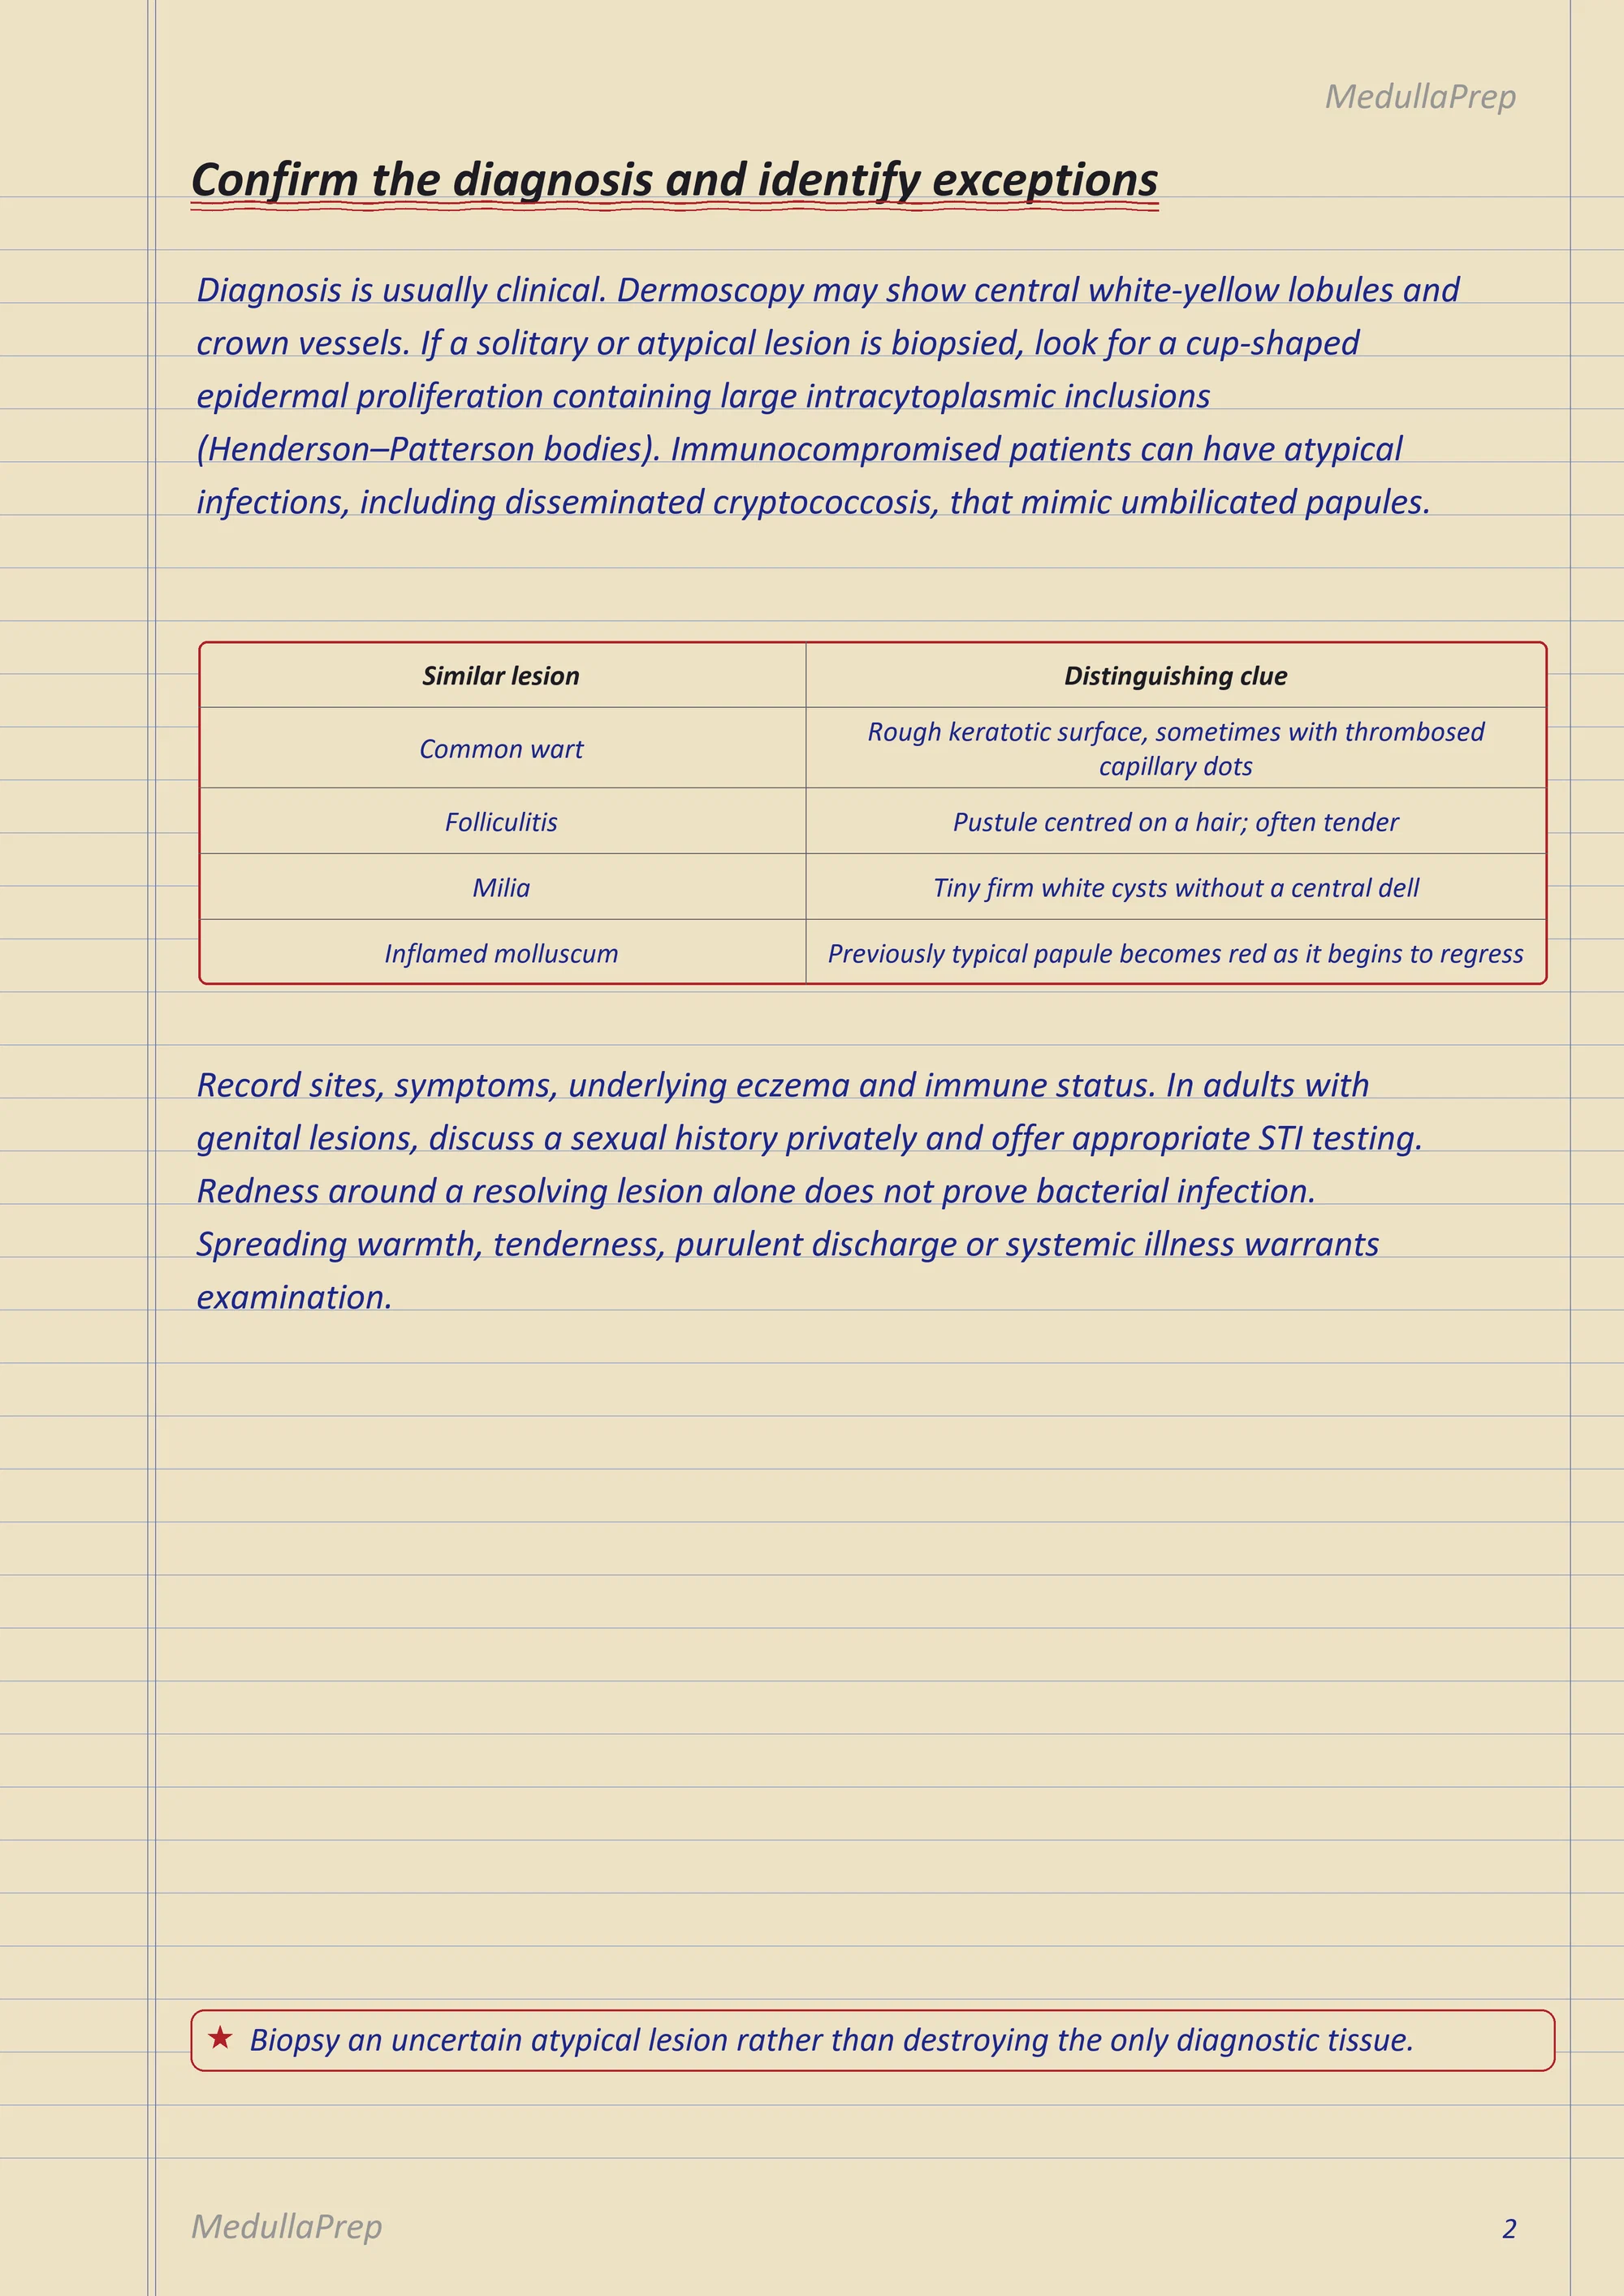 MedullaPrep
Confirm the diagnosis and identify exceptions
Diagnosis is usually clinical. Dermoscopy may show central white-yellow lobules and
crown vessels. If a solitary or atypical lesion is biopsied, look for a cup-shaped
epidermal proliferation containing large intracytoplasmic inclusions
(Henderson–Patterson bodies). Immunocompromised patients can have atypical
infections, including disseminated cryptococcosis, that mimic umbilicated papules.
Similar lesion
Distinguishing clue
Common wart
Rough keratotic surface, sometimes with thrombosed
capillary dots
Folliculitis
Pustule centred on a hair; often tender
Milia
Tiny firm white cysts without a central dell
Inflamed molluscum
Previously typical papule becomes red as it begins to regress
Record sites, symptoms, underlying eczema and immune status. In adults with
genital lesions, discuss a sexual history privately and offer appropriate STI testing.
Redness around a resolving lesion alone does not prove bacterial infection.
Spreading warmth, tenderness, purulent discharge or systemic illness warrants
examination.
★ Biopsy an uncertain atypical lesion rather than destroying the only diagnostic tissue.
MedullaPrep
2